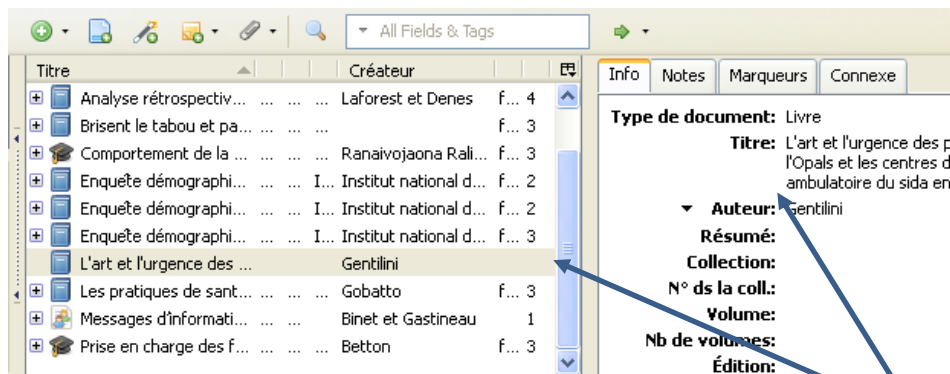 All Fields & Tags
Titre Créateur
Analyse rétrospectiv... ... ... ... Laforest et Denes f... 4
Brisent le tabou et pa... ... ... ... f... 3
Comportement de la ... ... ... ... Ranaivojaona Rali... f... 3
Enquête démographi... ... ... I... Institut national d... f... 2
Enquête démographi... ... ... I... Institut national d... f... 2
Enquête démographi... ... ... I... Institut national d... f... 3
L'art et l'urgence des ... Gentilini
Les pratiques de sant... ... ... ... Gobatto f... 3
Messages d'informati... ... ... Binet et Gastineau 1
Prise en charge des f... ... ... ... Betton f... 3
Info Notes Marqueurs Connexe
Type de document: Livre
Titre: L'art et l'urgence des p
l'Opals et les centres d
ambulatoire du sida en
Auteur: Gentilini
Résumé:
Collection:
N° ds la coll.:
Volume:
Nb de volumes:
Édition: